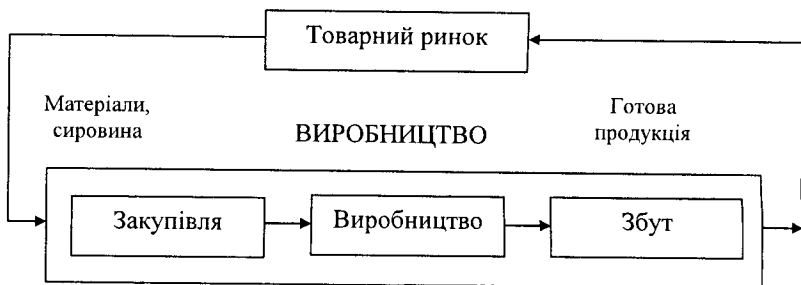 Товарний ринок
Матеріали,
сировина
ВИРОБНИЦТВО
Готова
продукція
Закупівля
Виробництво
Збут